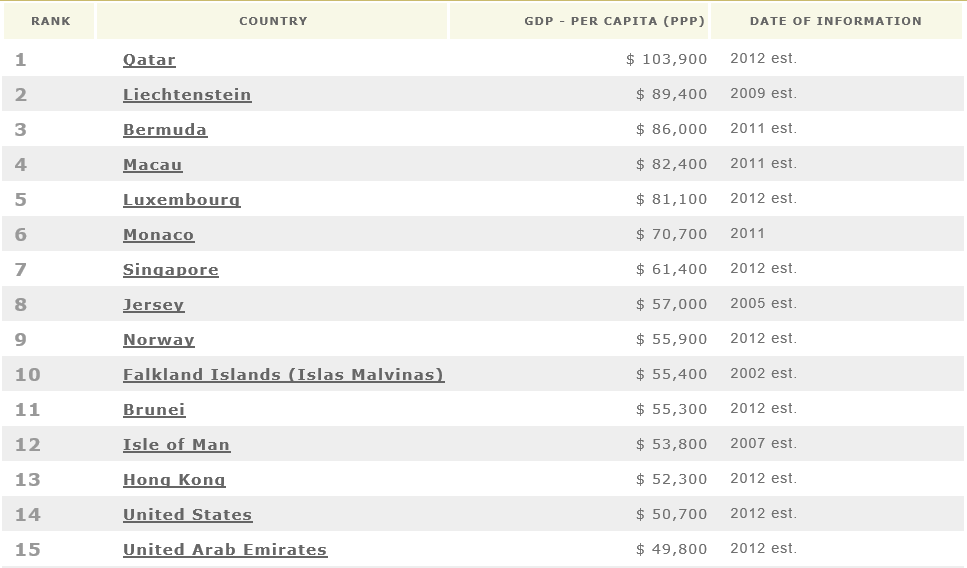 RANK COUNTRY GDP - PER CAPITA (PPP) DATE OF INFORMATION
1 Qatar $ 103,900 2012 est.
2 Liechtenstein $ 89,400 2009 est.
3 Bermuda $ 86,000 2011 est.
4 Macau $ 82,400 2011 est.
5 Luxembourg $ 81,100 2012 est.
6 Monaco $ 70,700 2011
7 Singapore $ 61,400 2012 est.
8 Jersey $ 57,000 2005 est.
9 Norway $ 55,900 2012 est.
10 Falkland Islands (Islas Malvinas) $ 55,400 2002 est.
11 Brunei $ 55,300 2012 est.
12 Isle of Man $ 53,800 2007 est.
13 Hong Kong $ 52,300 2012 est.
14 United States $ 50,700 2012 est.
15 United Arab Emirates $ 49,800 2012 est.